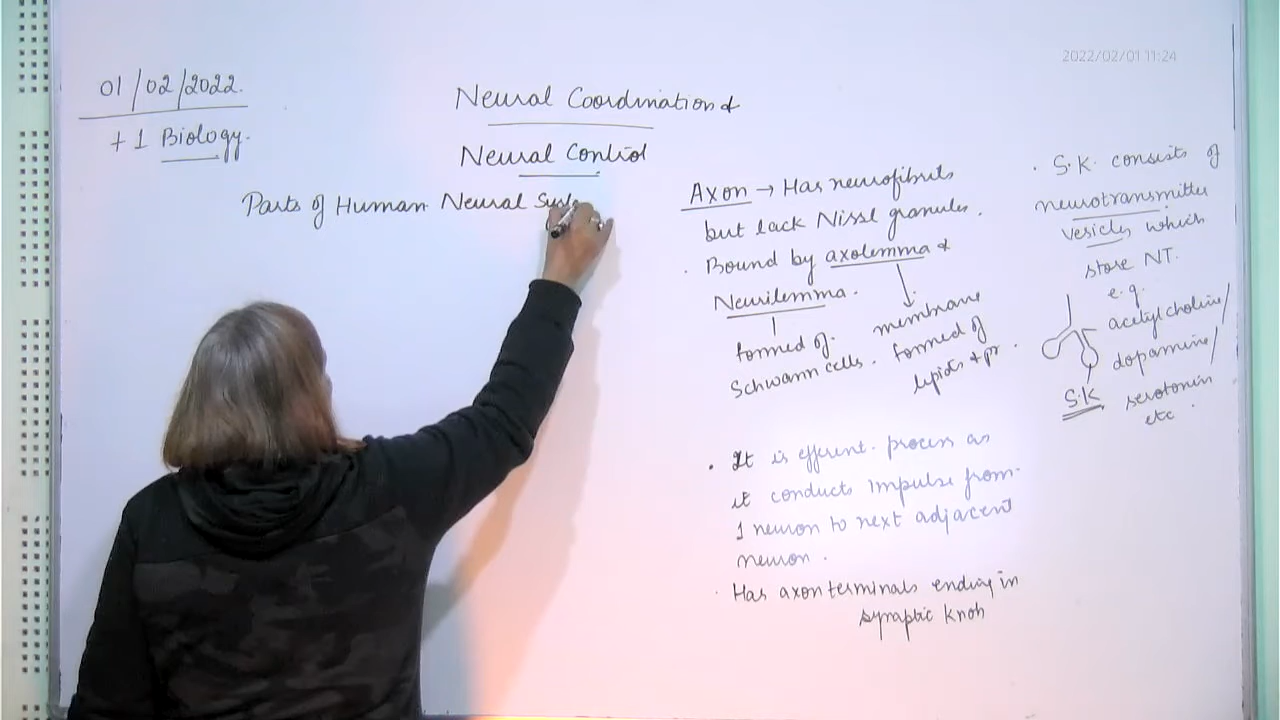 2022/02/01 11:24
01/02/2022.
+1 Biology.
Neural Coordination &
Neural Control
Parts of Human Neural Syste
Axon → Has neurofibrils
but lack Nissl granules.
. Bound by axolemma &
Neurilemma.
formed of.
Schwann cells.
membrane
formed of
lipids + pr.
. It is efferent process as
it conducts impulse from
1 neuron to next adjacent
neuron.
. Has axon terminals ending in
synaptic knob
. S.K. consists of
neurotransmitter
vesicles which
store NT.
e.g.
acetylcholine/
dopamine/
serotonin
etc.
S.K